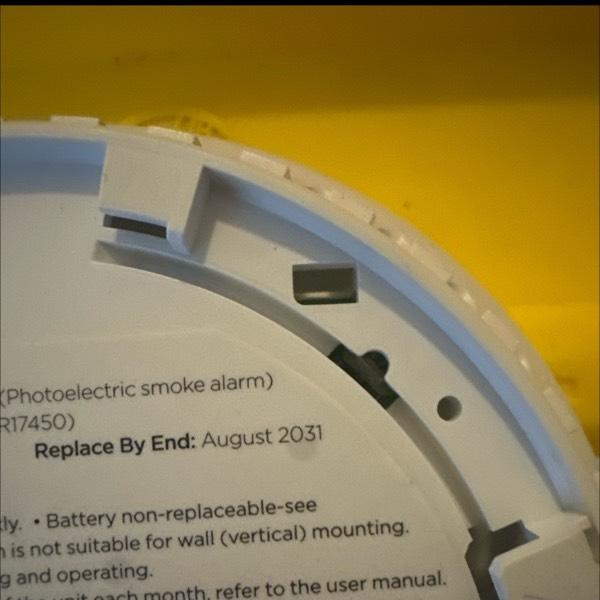 (Photoelectric smoke alarm)
R17450)
Replace By End: August 2031
ly. • Battery non-replaceable-see
is not suitable for wall (vertical) mounting.
g and operating.
each month, refer to the user manual.